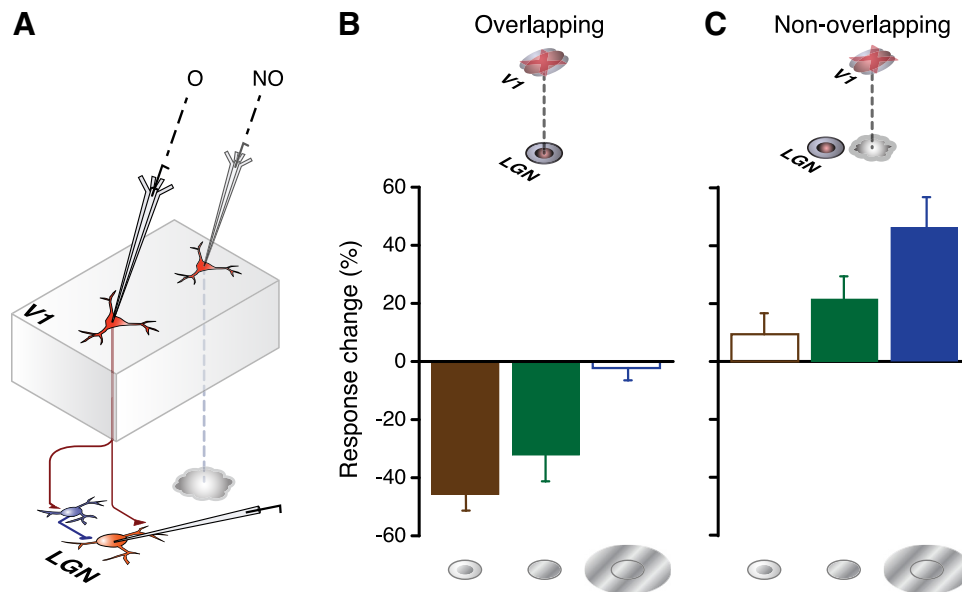 A
O
NO
V1
LGN
B
Overlapping
V1
LGN
Response change (%)
60
40
20
0
-20
-40
-60
C
Non-overlapping
V1
LGN